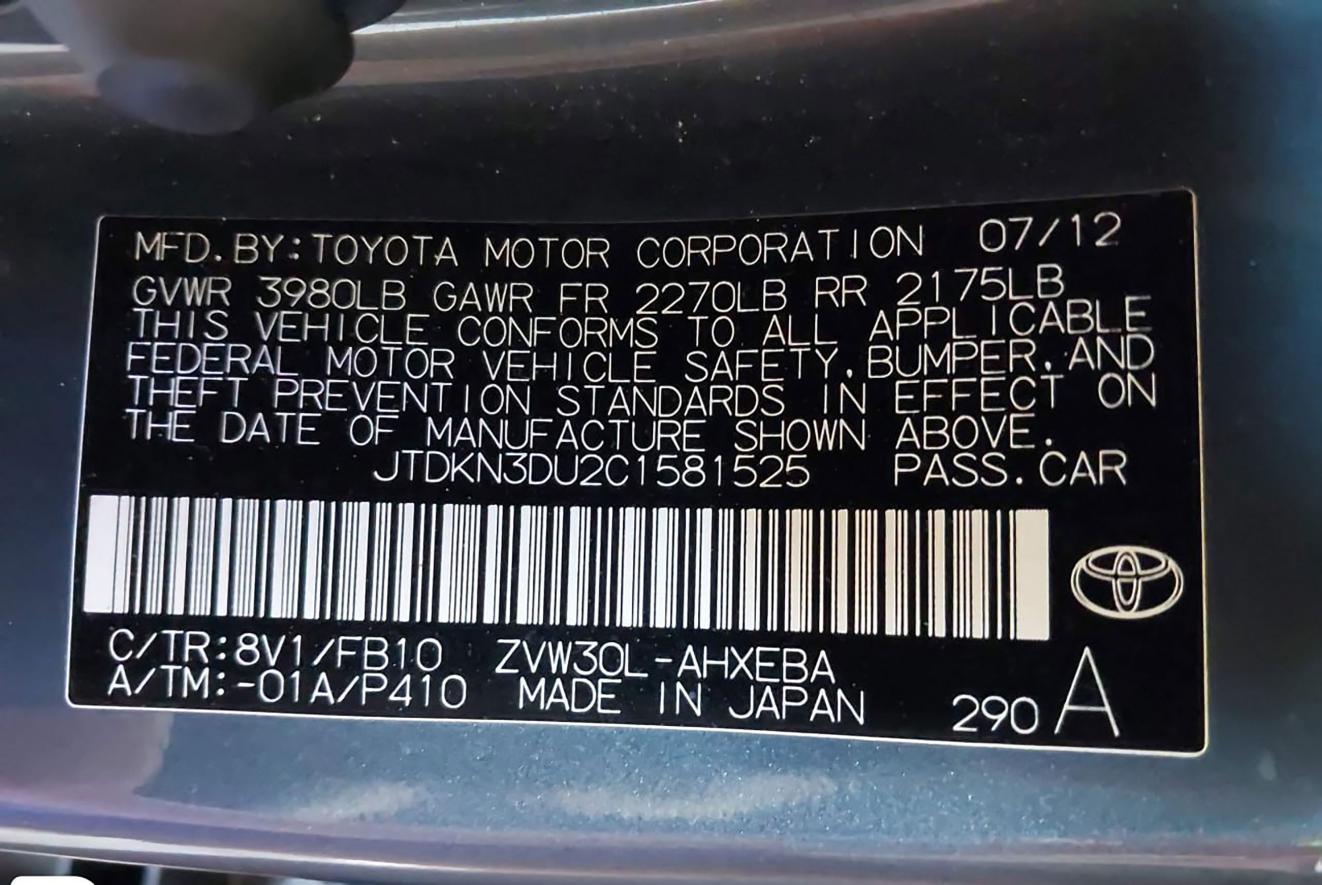 MFD.BY:TOYOTA MOTOR CORPORATION 07/12
GVWR 3980LB GAWR FR 2270LB RR 2175LB
THIS VEHICLE CONFORMS TO ALL APPLICABLE
FEDERAL MOTOR VEHICLE SAFETY, BUMPER, AND
THEFT PREVENTION STANDARDS IN EFFECT ON
THE DATE OF MANUFACTURE SHOWN ABOVE.
JTDKN3DU2C1581525 PASS.CAR
C/TR:8V1/FB10 ZVW30L-AHXEBA
A/TM:-01A/P410 MADE IN JAPAN 290 A